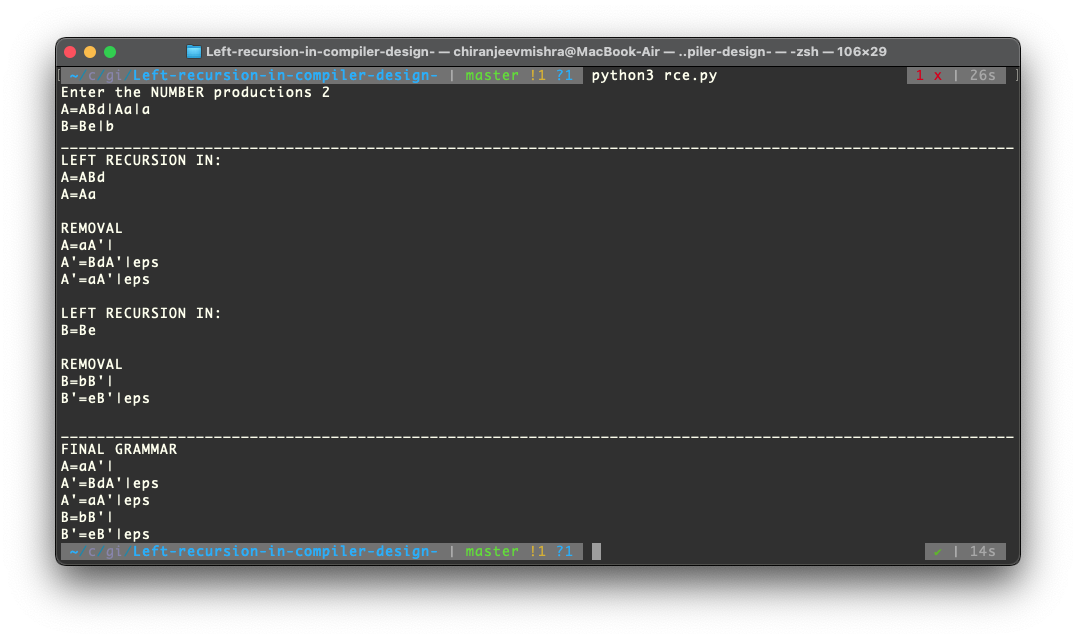 Left-recursion-in-compiler-design- — chiranjeevmishra@MacBook-Air — ..piler-design- — -zsh — 106×29
[ ~ c/gi/Left-recursion-in-compiler-design- | master !1 ?1 python3 rce.py 1 x | 26s ]
Enter the NUMBER productions 2
A=ABd|Aa|a
B=Be|b
__________________________________________________________________________________________________________
LEFT RECURSION IN:
A=ABd
A=Aa
REMOVAL
A=aA'|
A'=BdA'|eps
A'=aA'|eps
LEFT RECURSION IN:
B=Be
REMOVAL
B=bB'|
B'=eB'|eps
__________________________________________________________________________________________________________
FINAL GRAMMAR
A=aA'|
A'=BdA'|eps
A'=aA'|eps
B=bB'|
B'=eB'|eps
~ c/gi/Left-recursion-in-compiler-design- | master !1 ?1 ✔ | 14s